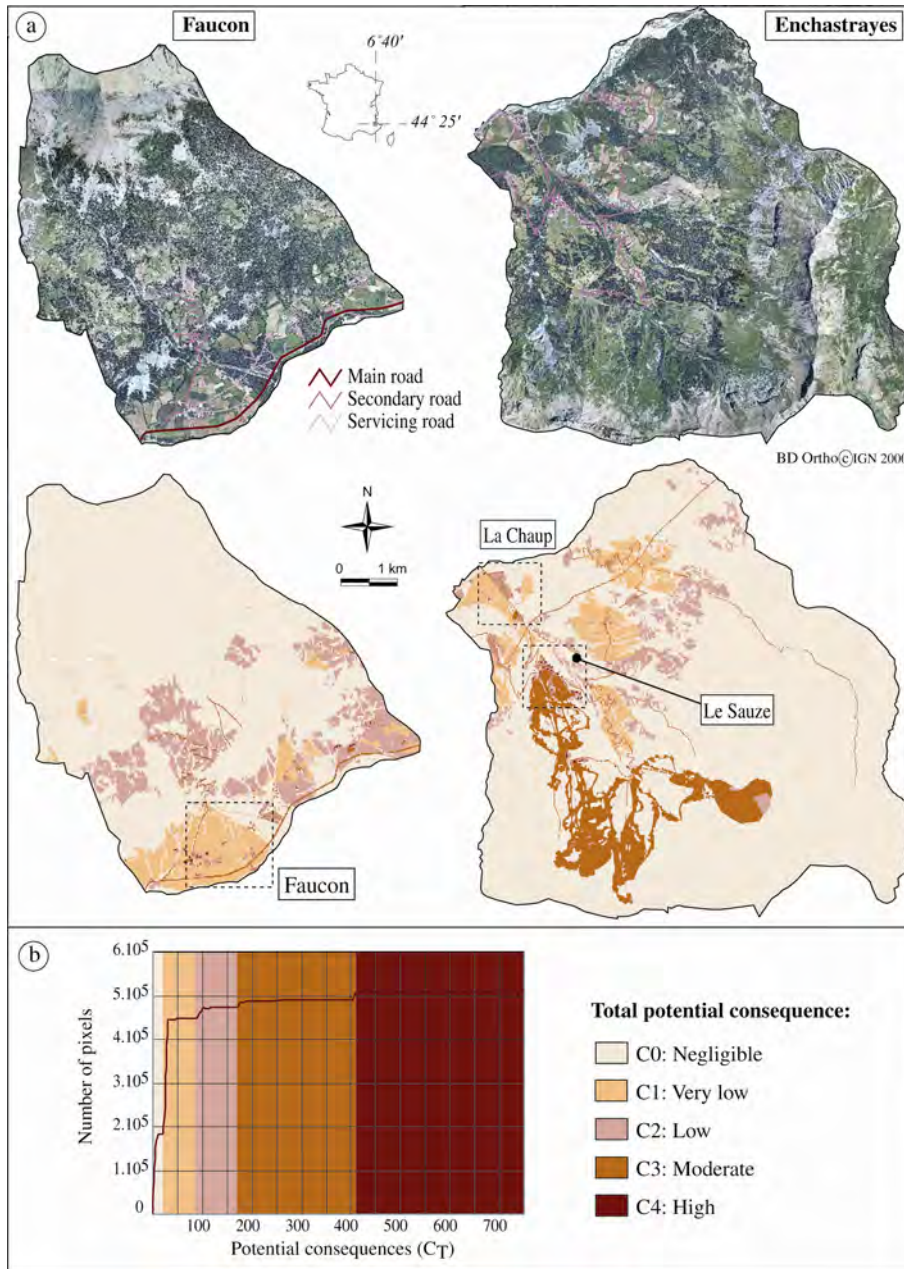 a
Faucon
Enchastrayes
6°40'
44° 25'
Main road
Secondary road
Servicing road
BD Ortho©IGN 2000
N
0 1 km
La Chaup
Le Sauze
Faucon
b
6.10⁵
5.10⁵
4.10⁵
3.10⁵
2.10⁵
1.10⁵
0
Number of pixels
100 200 300 400 500 600 700
Potential consequences (CT)
Total potential consequence:
C0: Negligible
C1: Very low
C2: Low
C3: Moderate
C4: High